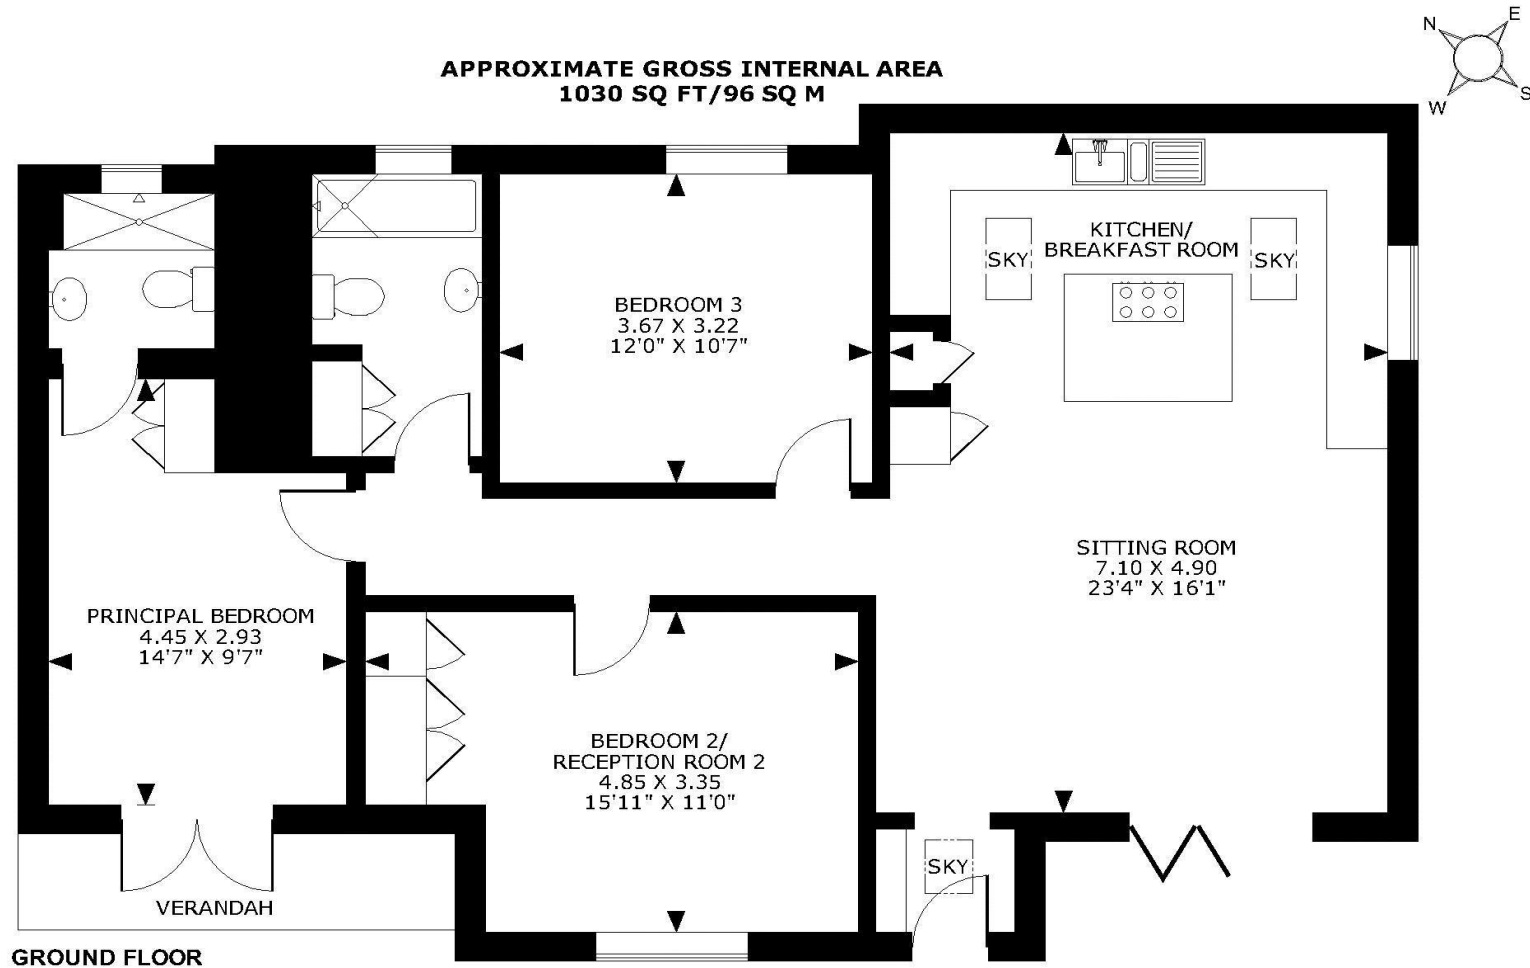 N
E
W
S
APPROXIMATE GROSS INTERNAL AREA
1030 SQ FT/96 SQ M
KITCHEN/
BREAKFAST ROOM
SKY
SKY
BEDROOM 3
3.67 X 3.22
12'0" X 10'7"
SITTING ROOM
7.10 X 4.90
23'4" X 16'1"
PRINCIPAL BEDROOM
4.45 X 2.93
14'7" X 9'7"
BEDROOM 2/
RECEPTION ROOM 2
4.85 X 3.35
15'11" X 11'0"
SKY
VERANDAH
GROUND FLOOR